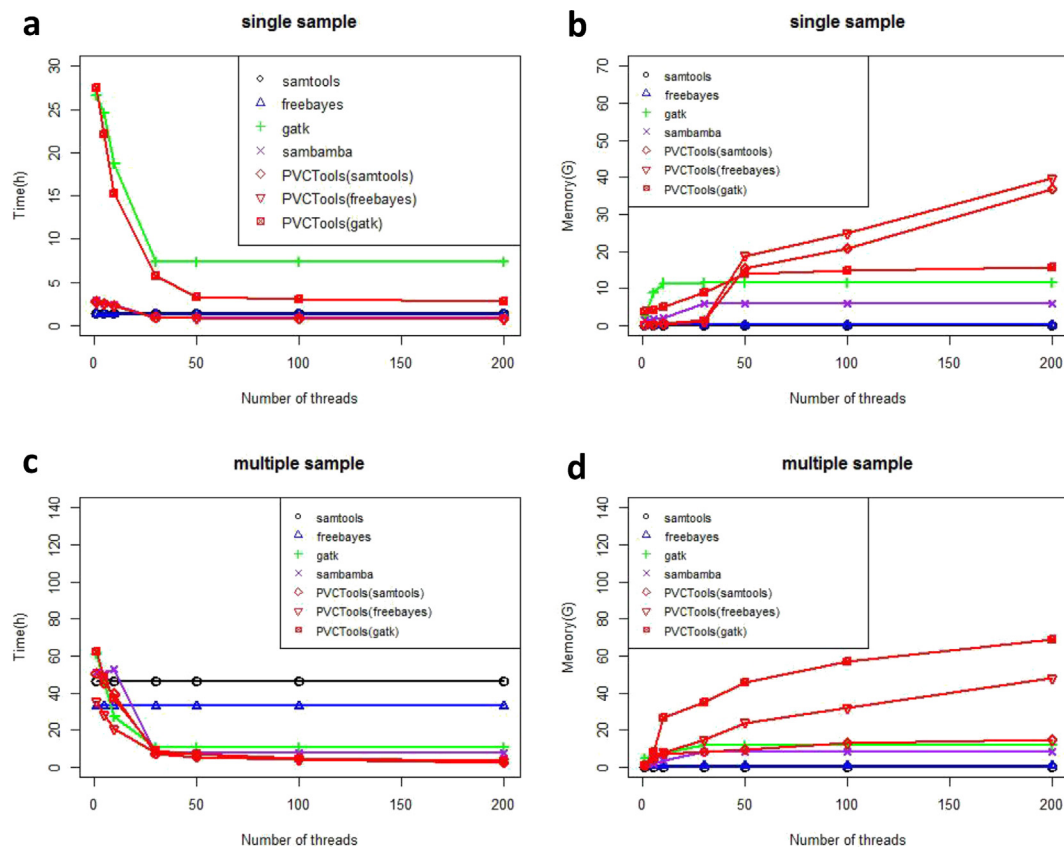 a
single sample
Time(h)
0 5 10 15 20 25 30
samtools
freebayes
gatk
sambamba
PVCTools(samtools)
PVCTools(freebayes)
PVCTools(gatk)
0 50 100 150 200
Number of threads
b
single sample
Memory(G)
0 10 20 30 40 50 60 70
samtools
freebayes
gatk
sambamba
PVCTools(samtools)
PVCTools(freebayes)
PVCTools(gatk)
0 50 100 150 200
Number of threads
c
multiple sample
Time(h)
0 20 40 60 80 100 120 140
samtools
freebayes
gatk
sambamba
PVCTools(samtools)
PVCTools(freebayes)
PVCTools(gatk)
0 50 100 150 200
Number of threads
d
multiple sample
Memory(G)
0 20 40 60 80 100 120 140
samtools
freebayes
gatk
sambamba
PVCTools(samtools)
PVCTools(freebayes)
PVCTools(gatk)
0 50 100 150 200
Number of threads